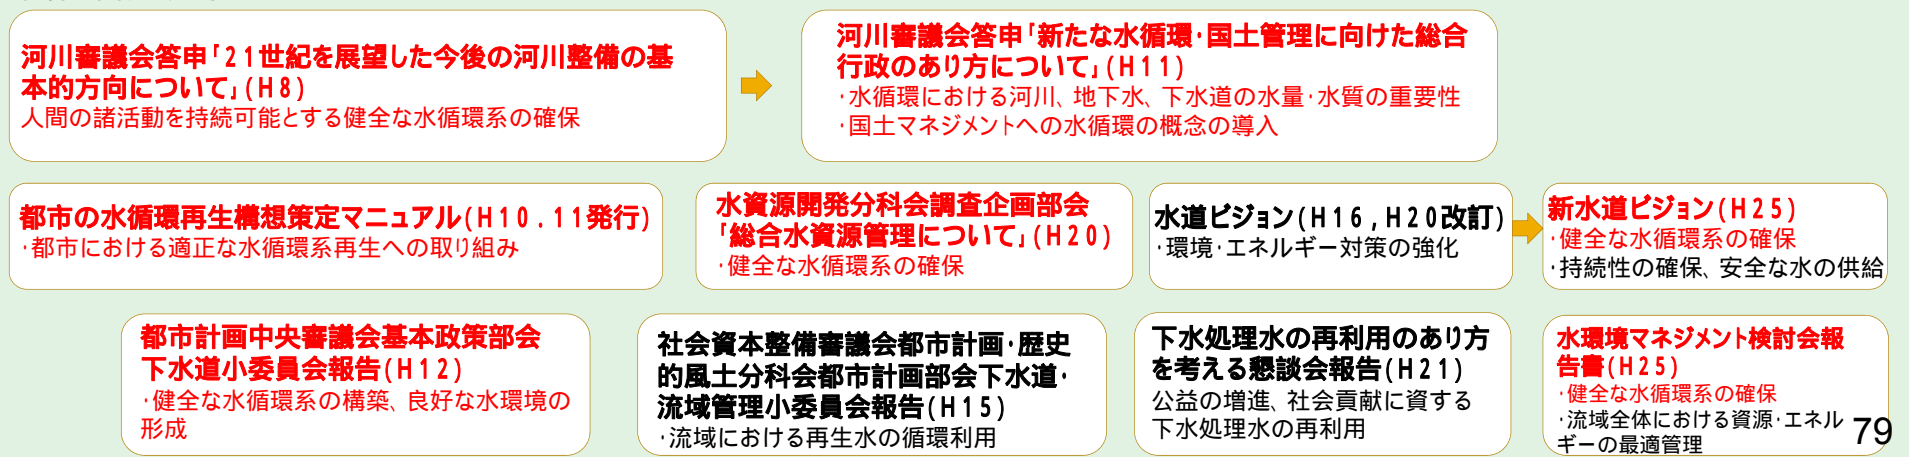 河川審議会答申「21世紀を展望した今後の河川整備の基
本的方向について」(H8)
人間の諸活動を持続可能とする健全な水循環系の確保
河川審議会答申「新たな水循環・国土管理に向けた総合
行政のあり方について」(H11)
・水循環における河川、地下水、下水道の水量・水質の重要性
・国土マネジメントへの水循環の概念の導入
都市の水循環再生構想策定マニュアル(H10.11発行)
・都市における適正な水循環系再生への取り組み
水資源開発分科会調査企画部会
「総合水資源管理について」(H20)
・健全な水循環系の確保
水道ビジョン(H16,H20改訂)
・環境・エネルギー対策の強化
新水道ビジョン(H25)
・健全な水循環系の確保
・持続性の確保、安全な水の供給
都市計画中央審議会基本政策部会
下水道小委員会報告(H12)
・健全な水循環系の構築、良好な水環境の
形成
社会資本整備審議会都市計画・歴史
的風土分科会都市計画部会下水道・
流域管理小委員会報告(H15)
・流域における再生水の循環利用
下水処理水の再利用のあり方
を考える懇談会報告(H21)
公益の増進、社会貢献に資する
下水処理水の再利用
水環境マネジメント検討会報
告書(H25)
・健全な水循環系の確保
・流域全体における資源・エネル
ギーの最適管理
79